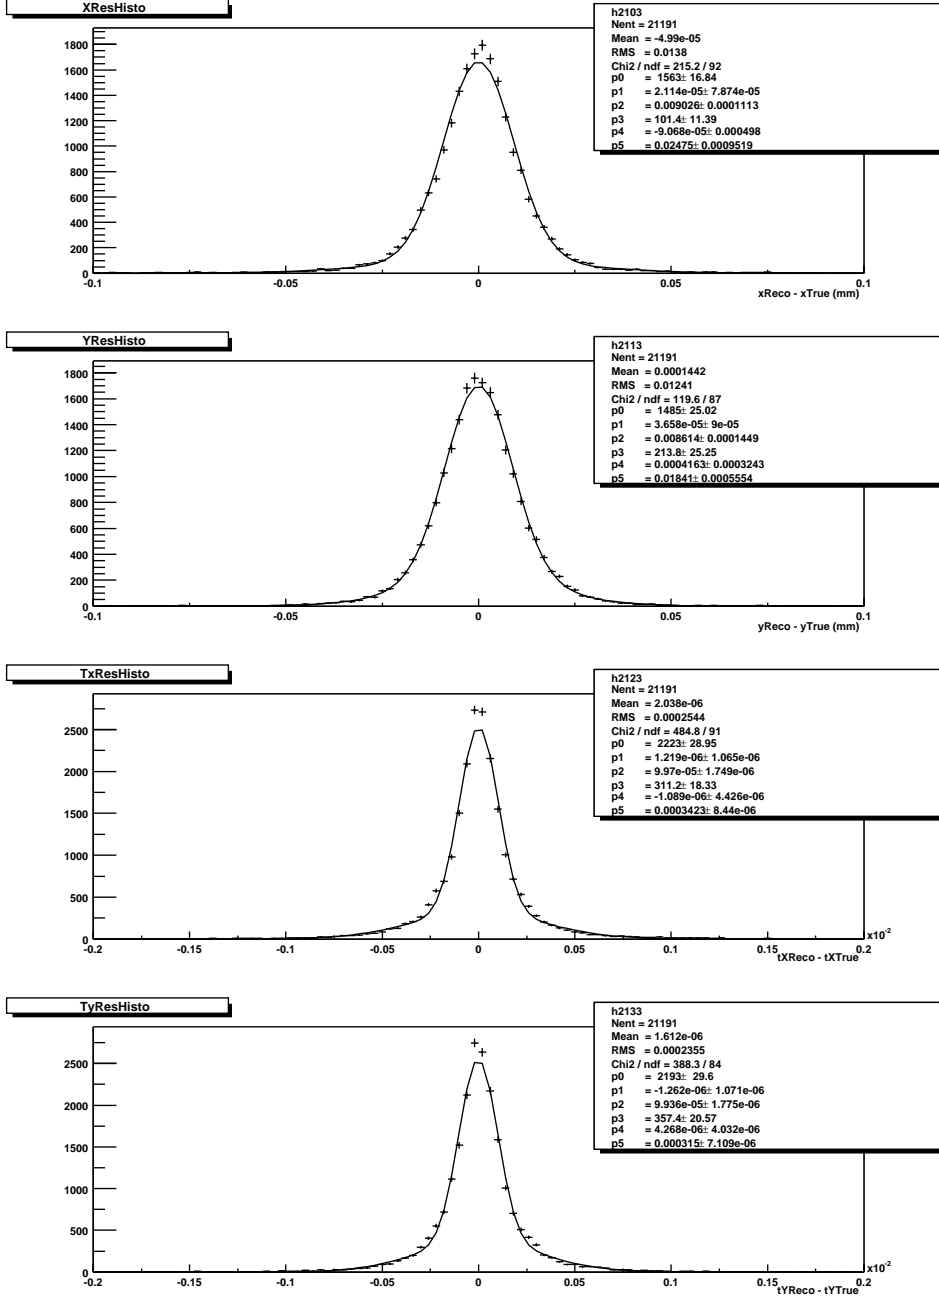 XResHisto
h2103
Nent = 21191
Mean = -4.99e-05
RMS = 0.0138
Chi2 / ndf = 215.2 / 92
p0 = 1563± 16.84
p1 = 2.114e-05± 7.874e-05
p2 = 0.009026± 0.0001113
p3 = 101.4± 11.39
p4 = -9.068e-05± 0.000498
p5 = 0.02475± 0.0009519
1800
1600
1400
1200
1000
800
600
400
200
0
-0.1 -0.05 0 0.05 0.1
xReco - xTrue (mm)
YResHisto
h2113
Nent = 21191
Mean = 0.0001442
RMS = 0.01241
Chi2 / ndf = 119.6 / 87
p0 = 1485± 25.02
p1 = 3.658e-05± 9e-05
p2 = 0.008614± 0.0001449
p3 = 213.8± 25.25
p4 = 0.0004163± 0.0003243
p5 = 0.01841± 0.0005554
1800
1600
1400
1200
1000
800
600
400
200
0
-0.1 -0.05 0 0.05 0.1
yReco - yTrue (mm)
TxResHisto
h2123
Nent = 21191
Mean = 2.038e-06
RMS = 0.0002544
Chi2 / ndf = 484.8 / 91
p0 = 2223± 28.95
p1 = 1.219e-06± 1.065e-06
p2 = 9.97e-05± 1.749e-06
p3 = 311.2± 18.33
p4 = -1.089e-06± 4.426e-06
p5 = 0.0003423± 8.44e-06
2500
2000
1500
1000
500
0
-0.2 -0.15 -0.1 -0.05 0 0.05 0.1 0.15 0.2
x10-2
tXReco - tXTrue
TyResHisto
h2133
Nent = 21191
Mean = 1.612e-06
RMS = 0.0002355
Chi2 / ndf = 388.3 / 84
p0 = 2193± 29.6
p1 = -1.262e-06± 1.071e-06
p2 = 9.936e-05± 1.775e-06
p3 = 357.4± 20.57
p4 = 4.268e-06± 4.032e-06
p5 = 0.000315± 7.109e-06
2500
2000
1500
1000
500
0
-0.2 -0.15 -0.1 -0.05 0 0.05 0.1 0.15 0.2
x10-2
tYReco - tYTrue